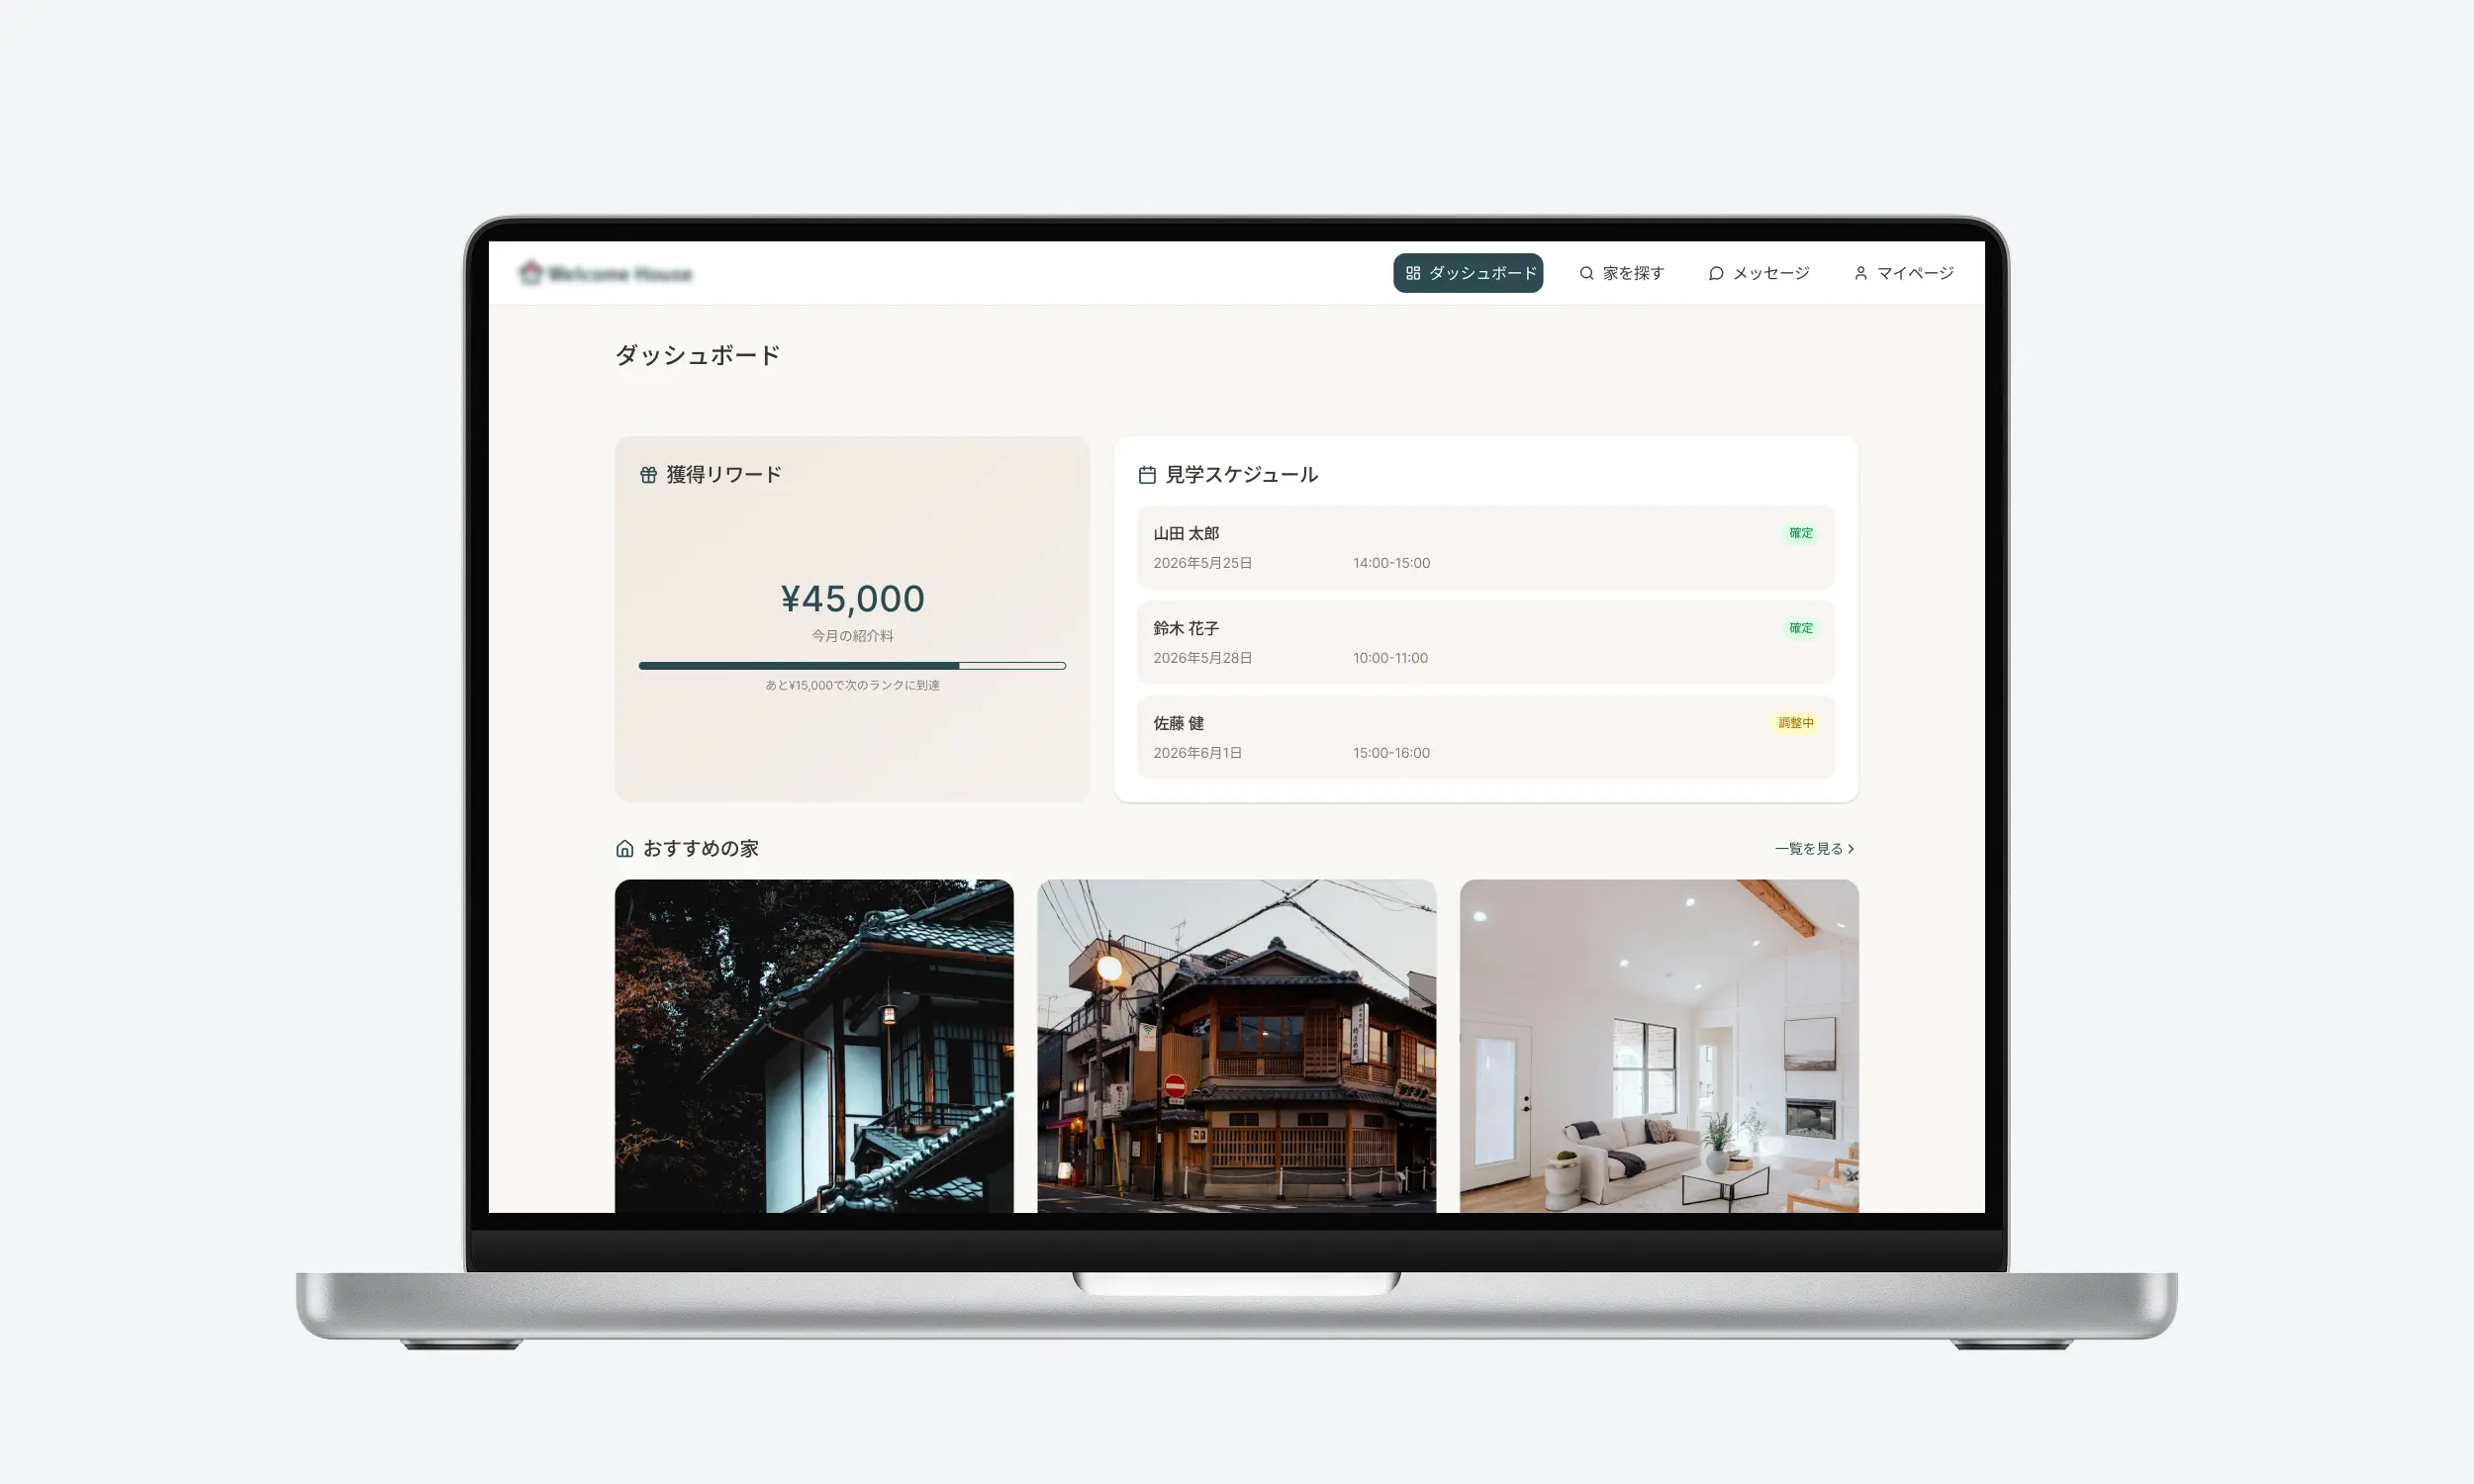 Welcome House
ダッシュボード
家を探す
メッセージ
マイページ
ダッシュボード
獲得リワード
¥45,000
今月の紹介料
あと¥15,000で次のランクに到達
見学スケジュール
山田 太郎
確定
2026年5月25日 14:00-15:00
鈴木 花子
確定
2026年5月28日 10:00-11:00
佐藤 健
調整中
2026年6月1日 15:00-16:00
おすすめの家
一覧を見る